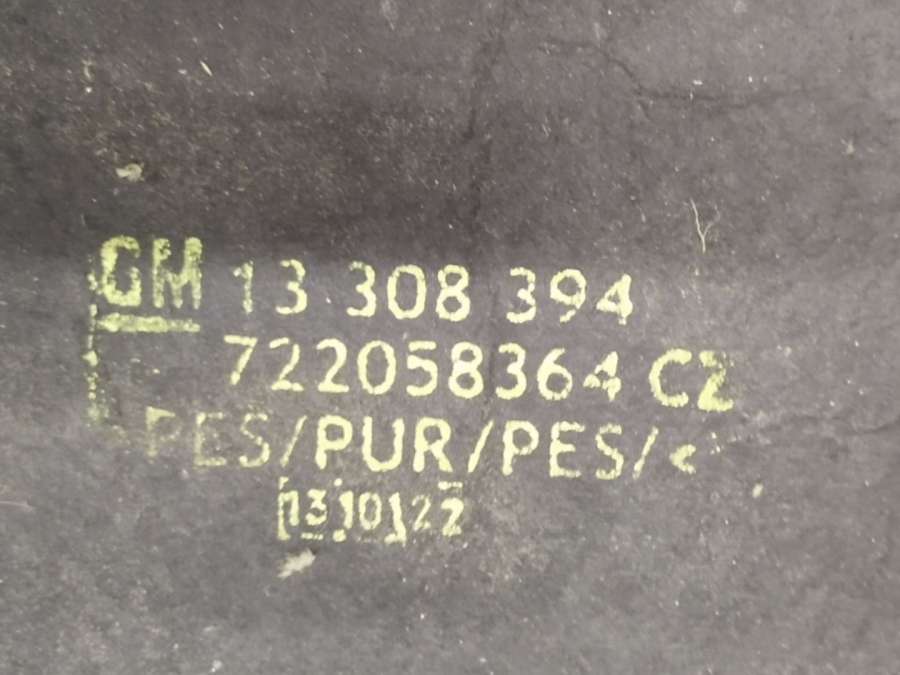 GM 13 308 394
722058364 CZ
>PES/PUR/PES/<
13 10 22